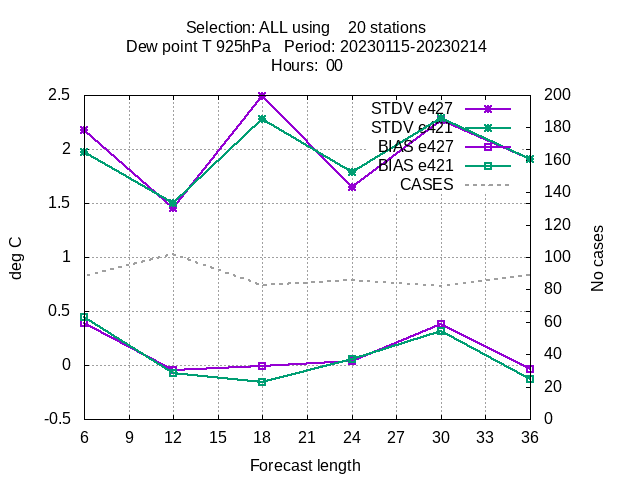 Selection: ALL using 20 stations
Dew point T 925hPa Period: 20230115-20230214
Hours: 00
2.5
2
1.5
1
0.5
0
-0.5
deg C
STDV e427
STDV e421
BIAS e427
BIAS e421
CASES
200
180
160
140
120
100
80
60
40
20
0
No cases
6 9 12 15 18 21 24 27 30 33 36
Forecast length